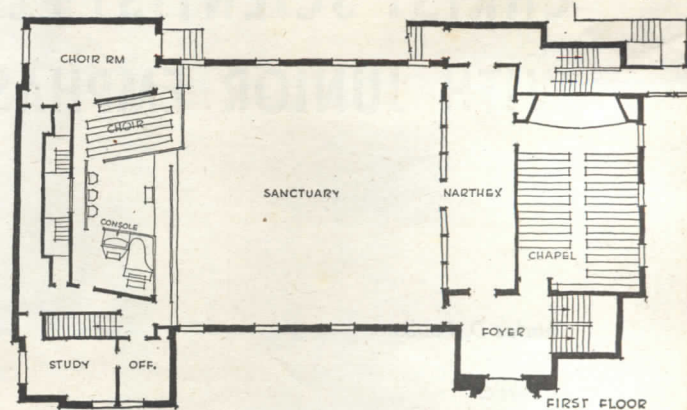 CHOIR RM
CHOIR
SANCTUARY
NARTHEX
CONSOLE
CHAPEL
FOYER
STUDY
OFF.
FIRST FLOOR